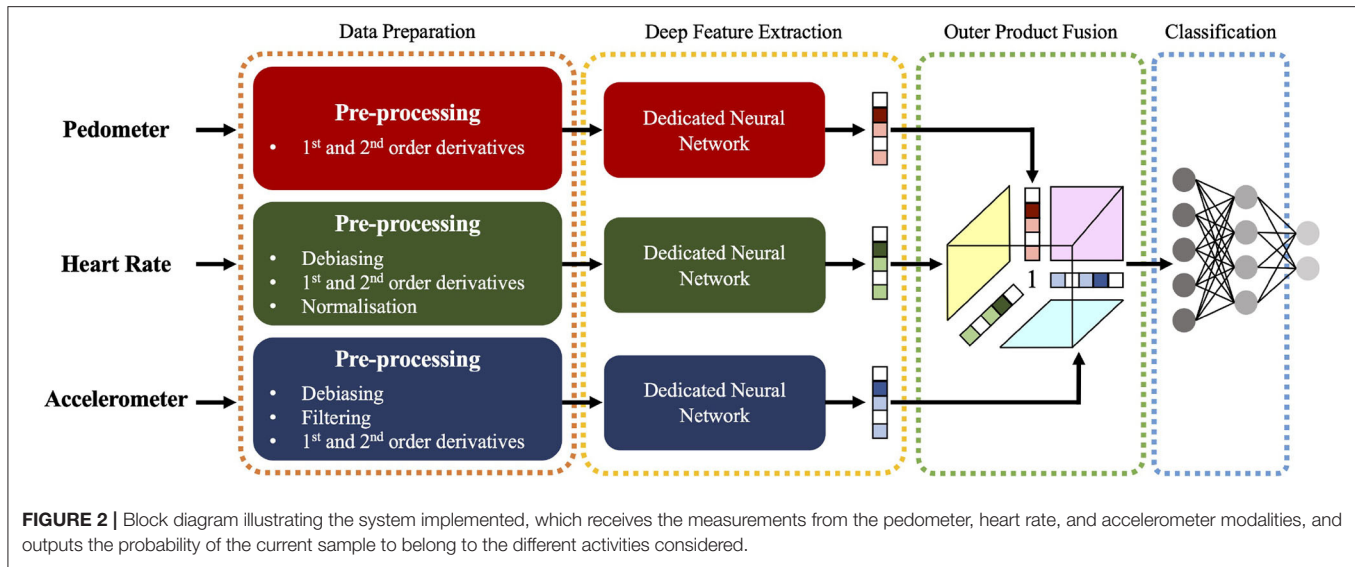 Data Preparation
Deep Feature Extraction
Outer Product Fusion
Classification
Pedometer
Pre-processing
• 1st and 2nd order derivatives
Dedicated Neural
Network
Heart Rate
Pre-processing
• Debiasing
• 1st and 2nd order derivatives
• Normalisation
Dedicated Neural
Network
1
Accelerometer
Pre-processing
• Debiasing
• Filtering
• 1st and 2nd order derivatives
Dedicated Neural
Network
FIGURE 2 | Block diagram illustrating the system implemented, which receives the measurements from the pedometer, heart rate, and accelerometer modalities, and
outputs the probability of the current sample to belong to the different activities considered.